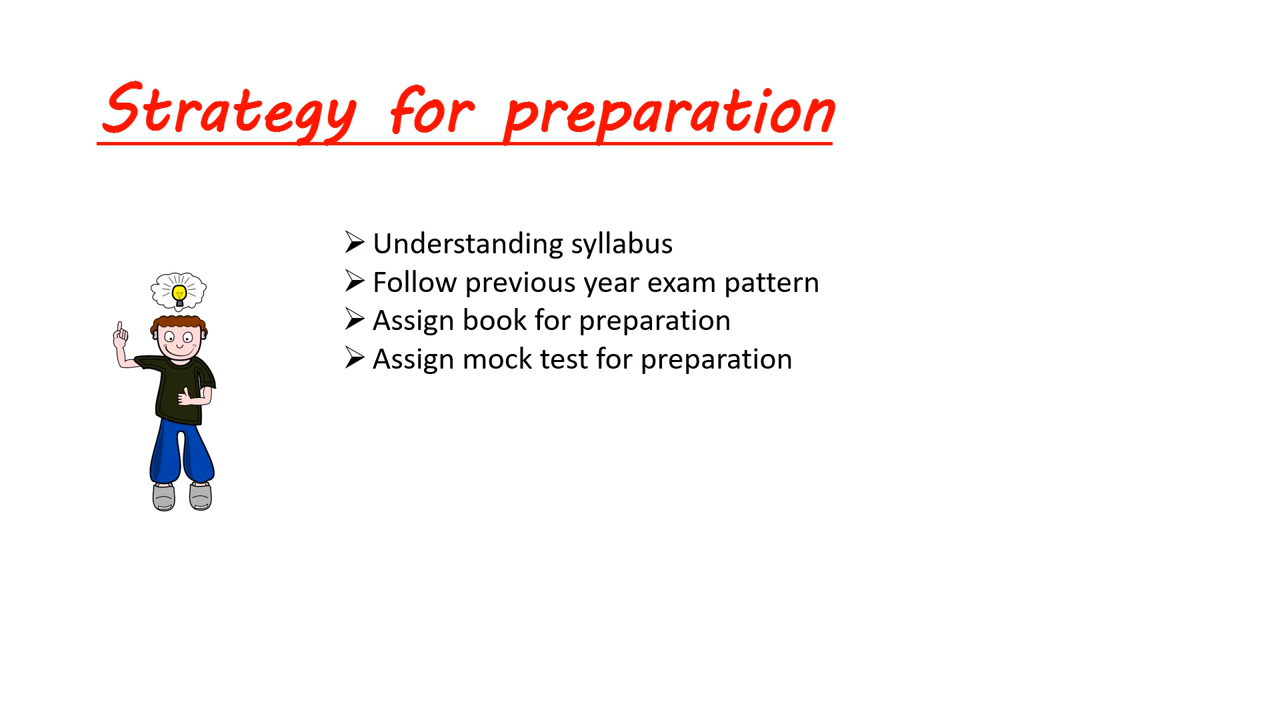 Strategy for preparation
Understanding syllabus
Follow previous year exam pattern
Assign book for preparation
Assign mock test for preparation